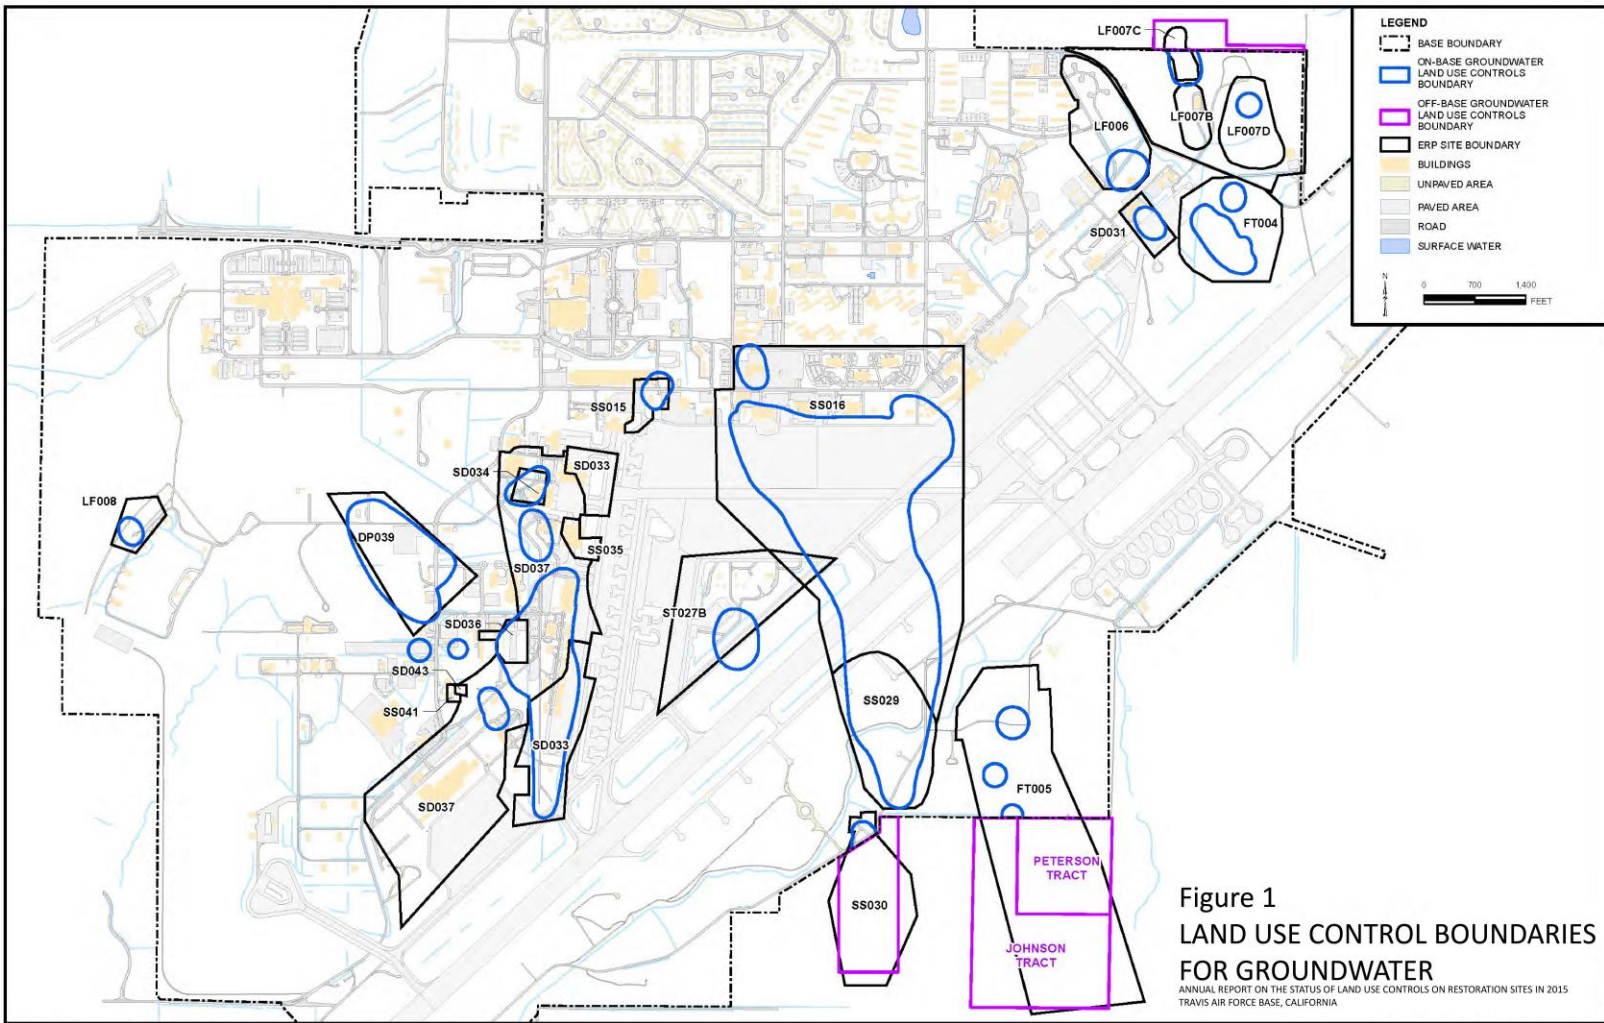 LEGEND
BASE BOUNDARY
ON-BASE GROUNDWATER
LAND USE CONTROLS
BOUNDARY
OFF-BASE GROUNDWATER
LAND USE CONTROLS
BOUNDARY
ERP SITE BOUNDARY
BUILDINGS
UNPAVED AREA
PAVED AREA
ROAD
SURFACE WATER
N
0 700 1,400
FEET
LF007C
LF007B
LF007D
LF006
FT004
SD031
SS015
SS016
SD034
SD033
LF008
DP039
SS035
SD037
ST027B
SD036
SD043
SS041
SS029
SD033
FT005
SD037
PETERSON
TRACT
SS030
JOHNSON
TRACT
Figure 1
LAND USE CONTROL BOUNDARIES
FOR GROUNDWATER
ANNUAL REPORT ON THE STATUS OF LAND USE CONTROLS ON RESTORATION SITES IN 2015
TRAVIS AIR FORCE BASE, CALIFORNIA